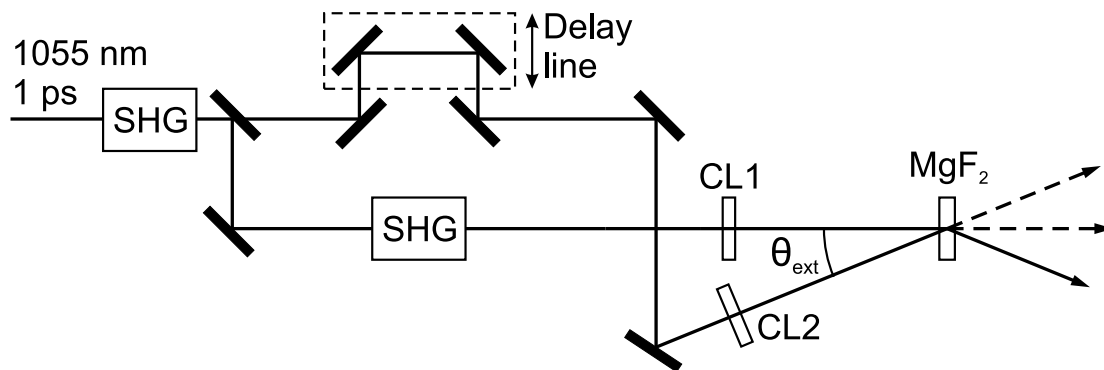 1055 nm
1 ps
SHG
Delay
line
SHG
CL1
MgF₂
θext
CL2